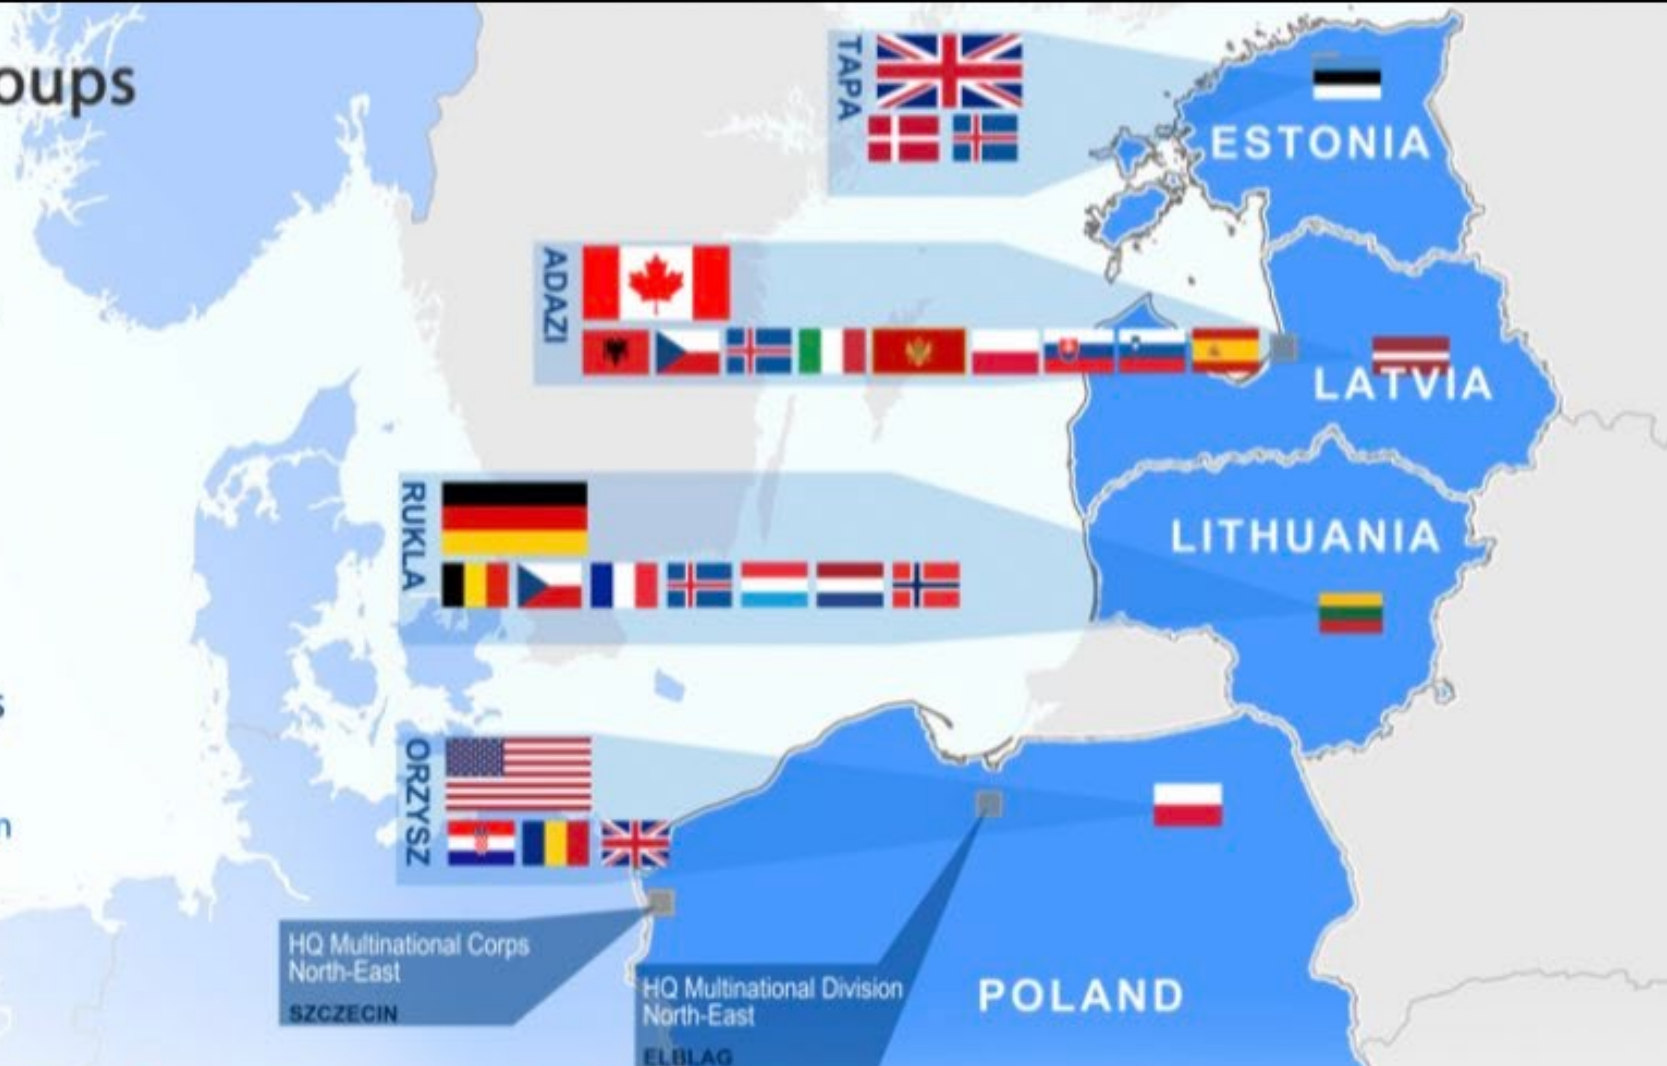 oups
TAPA
ESTONIA
ADAZI
LATVIA
RUKLA
LITHUANIA
ORZYSZ
HQ Multinational Corps
North-East
SZCZECIN
HQ Multinational Division
North-East
ELBLAG
POLAND
s
n